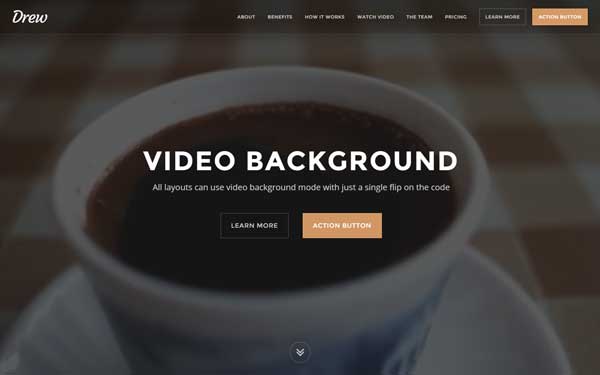 Drew
ABOUT BENEFITS HOW IT WORKS WATCH VIDEO THE TEAM PRICING LEARN MORE ACTION BUTTON
VIDEO BACKGROUND
All layouts can use video background mode with just a single flip on the code
LEARN MORE ACTION BUTTON